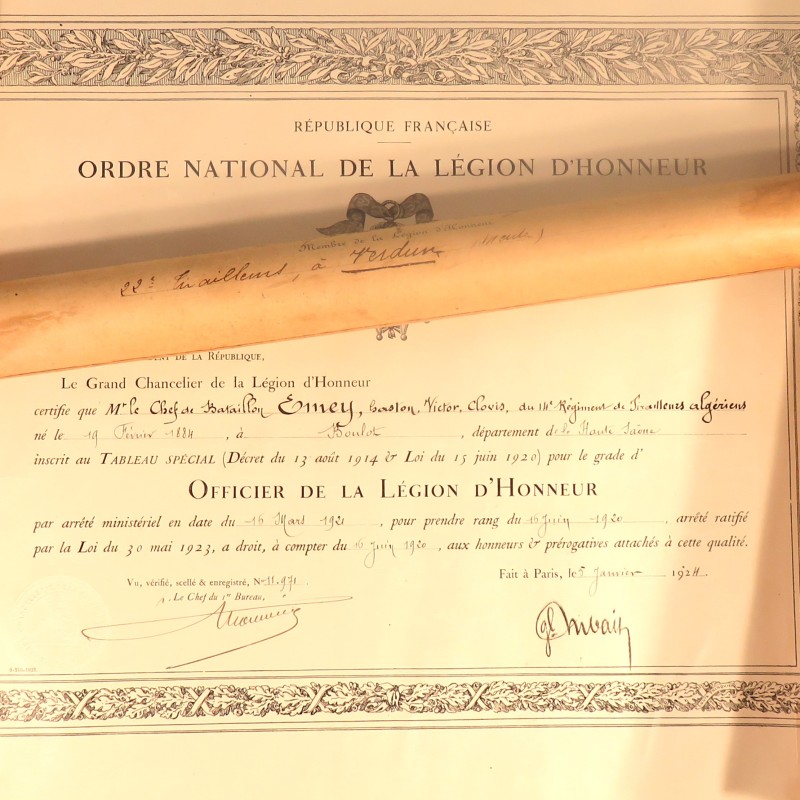 RÉPUBLIQUE FRANÇAISE
ORDRE NATIONAL DE LA LÉGION D'HONNEUR
Membre de la Légion d'Honneur
22e Tirailleurs, à Verdun (Meuse)
DENT DE LA RÉPUBLIQUE,
Le Grand Chancelier de la Légion d'Honneur
certifie que Mr le Chef de Bataillon Emey, Gaston, Victor, Clovis, du 14e Régiment de Tirailleurs algériens
né le 19 Février 1884, à Boulot, département de la Haute Saône
inscrit au TABLEAU SPÉCIAL (Décret du 13 août 1914 & Loi du 15 juin 1920) pour le grade d'
OFFICIER DE LA LÉGION D'HONNEUR
par arrêté ministériel en date du 16 Mars 1921, pour prendre rang du 16 Juin 1920, arrêté ratifié
par la Loi du 30 mai 1923, a droit, à compter du 16 Juin 1920, aux honneurs & prérogatives attachés à cette qualité.
Vu, vérifié, scellé & enregistré, N° 11.971
Fait à Paris, le 5 Janvier 1924.
Le Chef du 1er Bureau,